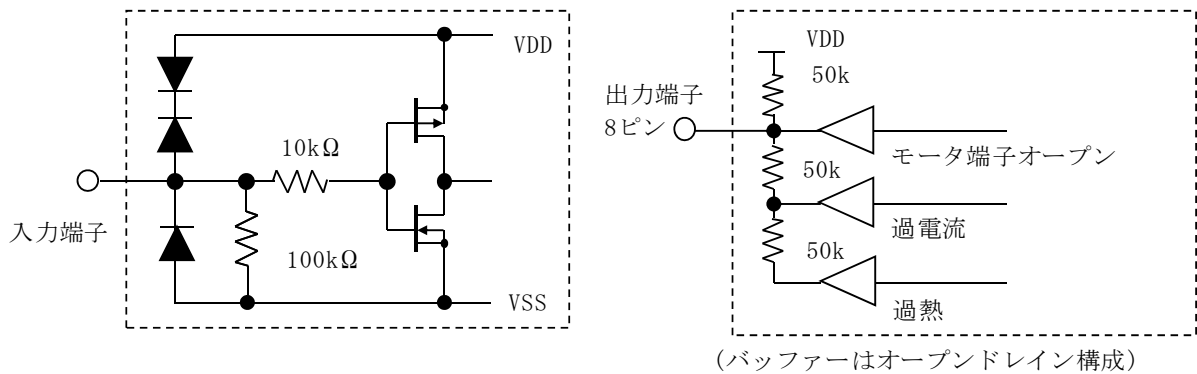 VDD
10kΩ
入力端子
100kΩ
VSS
VDD
50k
出力端子
8ピン
モータ端子オープン
50k
過電流
50k
過熱
(バッファーはオープンドレイン構成)